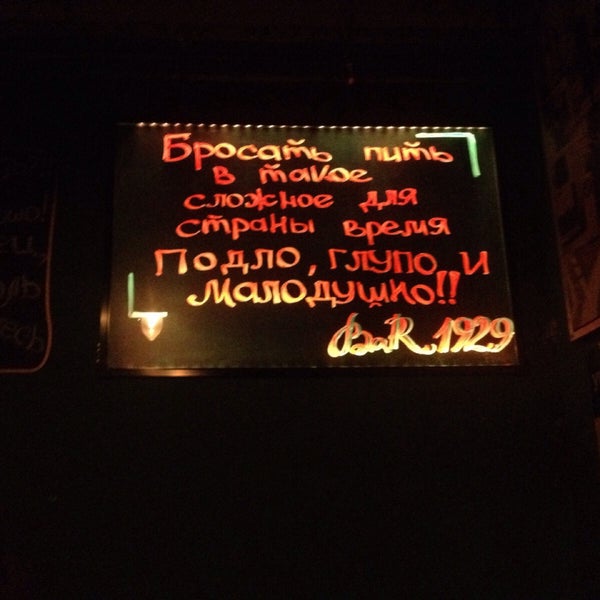 Бросать пить
в такое
сложное для
страны время
Подло, глупо и
малодушно!!
BaR 1929